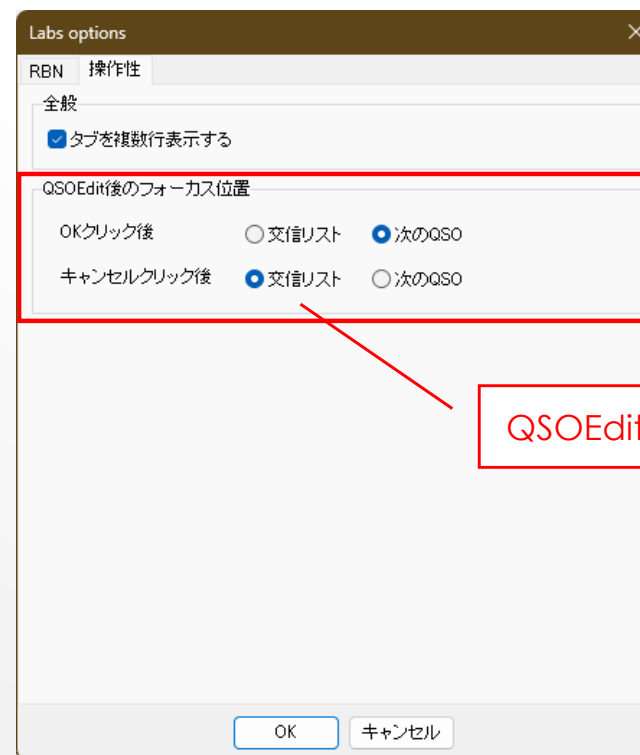 Labs options
RBN 操作性
全般
タブを複数行表示する
QSOEdit後のフォーカス位置
OKクリック後 交信リスト 次のQSO
キャンセルクリック後 交信リスト 次のQSO
QSOEdit
OK キャンセル